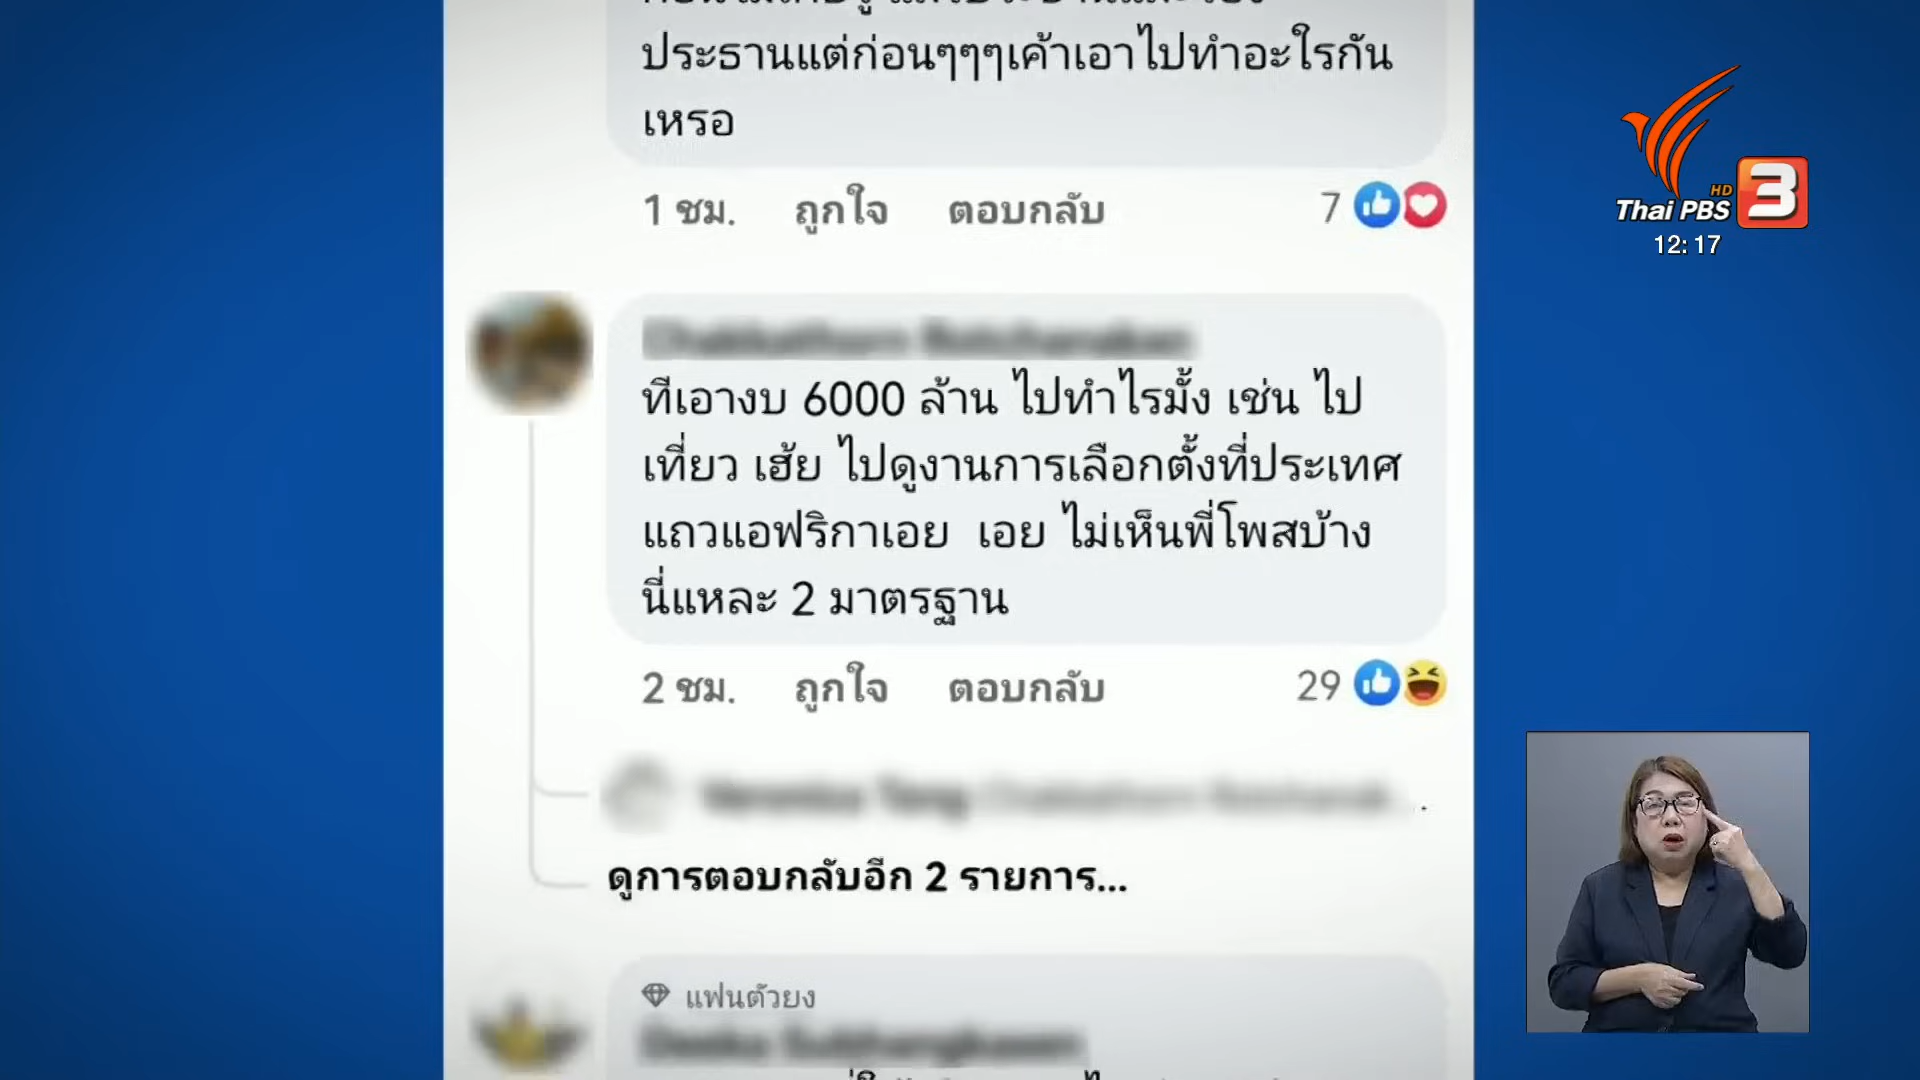 ประธานแต่ก่อนๆๆๆเค้าเอาไปทำอะไรกัน
เหรอ
1 ชม. ถูกใจ ตอบกลับ 7
ทีเอางบ 6000 ล้าน ไปทำไรมั้ง เช่น ไป
เที่ยว เฮ้ย ไปดูงานการเลือกตั้งที่ประเทศ
แถวแอฟริกาเอย เอย ไม่เห็นพี่โพสบ้าง
นี่แหละ 2 มาตรฐาน
2 ชม. ถูกใจ ตอบกลับ 29
ดูการตอบกลับอีก 2 รายการ...
แฟนตัวยง
HD
Thai PBS 3
12:17